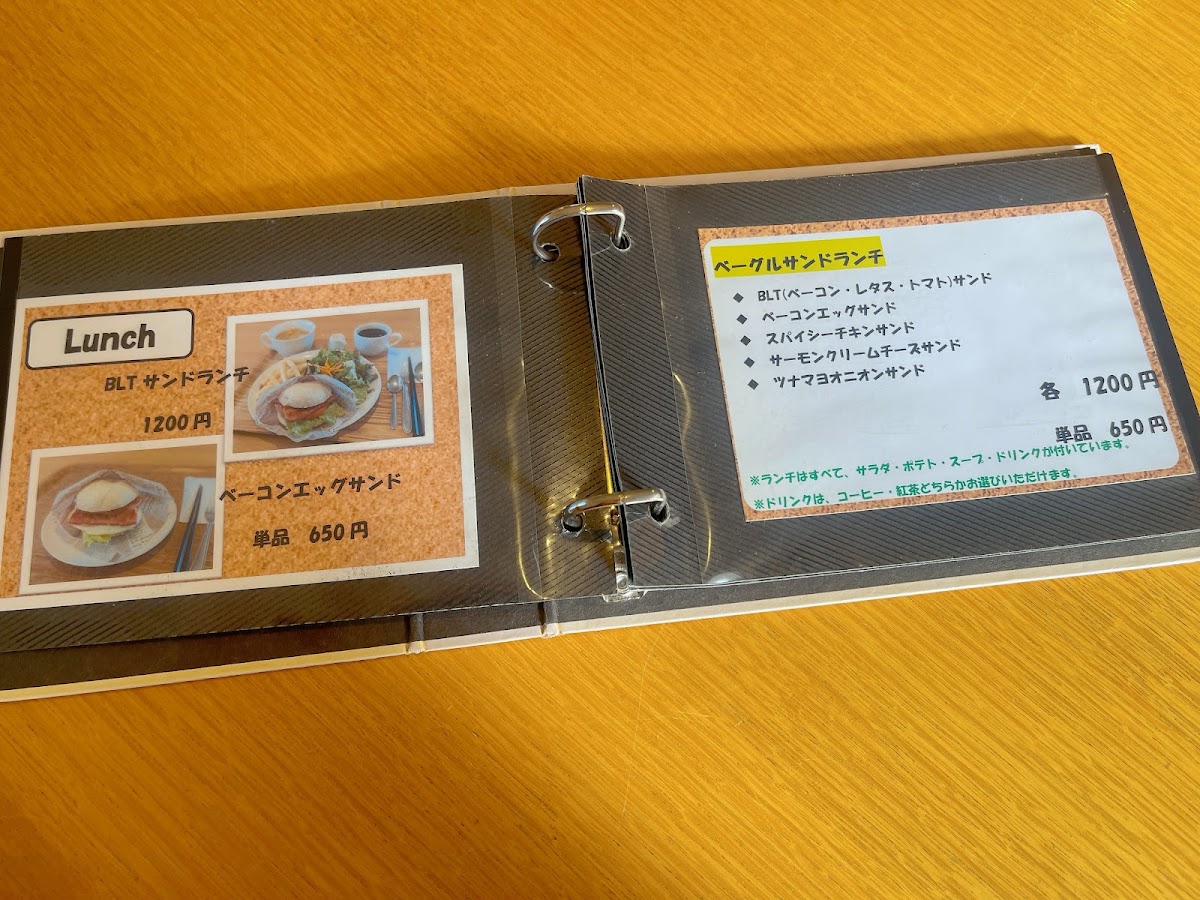 Lunch
BLT サンドランチ
1200 円
ベーコンエッグサンド
単品 650 円
ベーグルサンドランチ
◆ BLT(ベーコン・レタス・トマト)サンド
◆ ベーコンエッグサンド
◆ スパイシーチキンサンド
◆ サーモンクリームチーズサンド
◆ ツナマヨオニオンサンド
各 1200 円
単品 650 円
※ランチはすべて、サラダ・ポテト・スープ・ドリンクが付いています。
※ドリンクは、コーヒー・紅茶どちらかお選びいただけます。